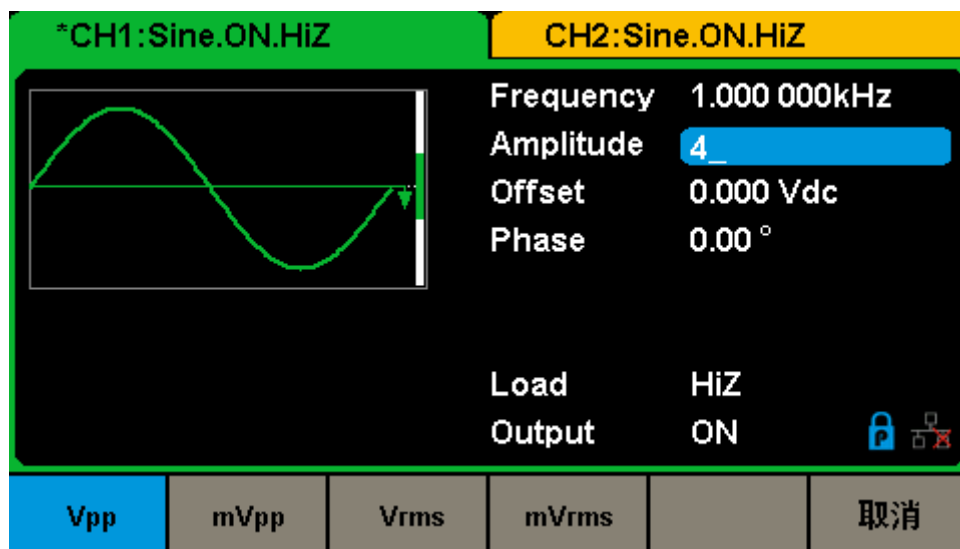 *CH1:Sine.ON.HiZ CH2:Sine.ON.HiZ
Frequency 1.000 000kHz
Amplitude 4_
Offset 0.000 Vdc
Phase 0.00 °
Load HiZ
Output ON
Vpp mVpp Vrms mVrms 取消